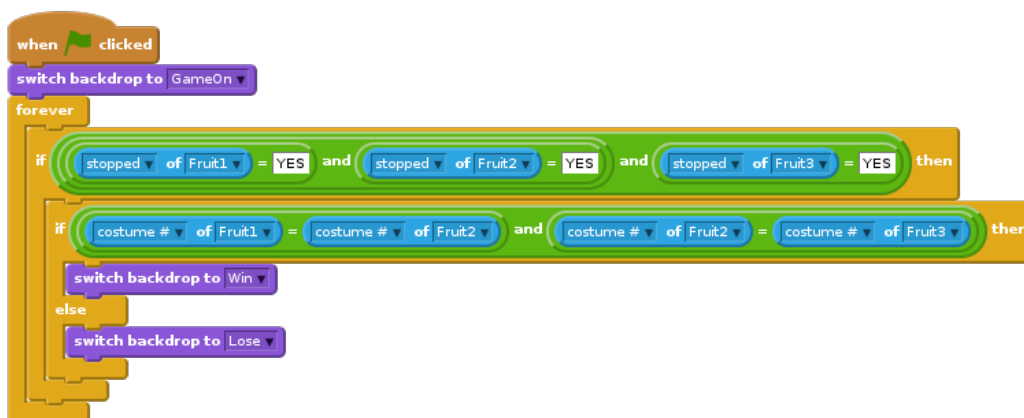 when clicked
switch backdrop to GameOn
forever
if stopped of Fruit1 = YES and stopped of Fruit2 = YES and stopped of Fruit3 = YES then
if costume # of Fruit1 = costume # of Fruit2 and costume # of Fruit2 = costume # of Fruit3 then
switch backdrop to Win
else
switch backdrop to Lose